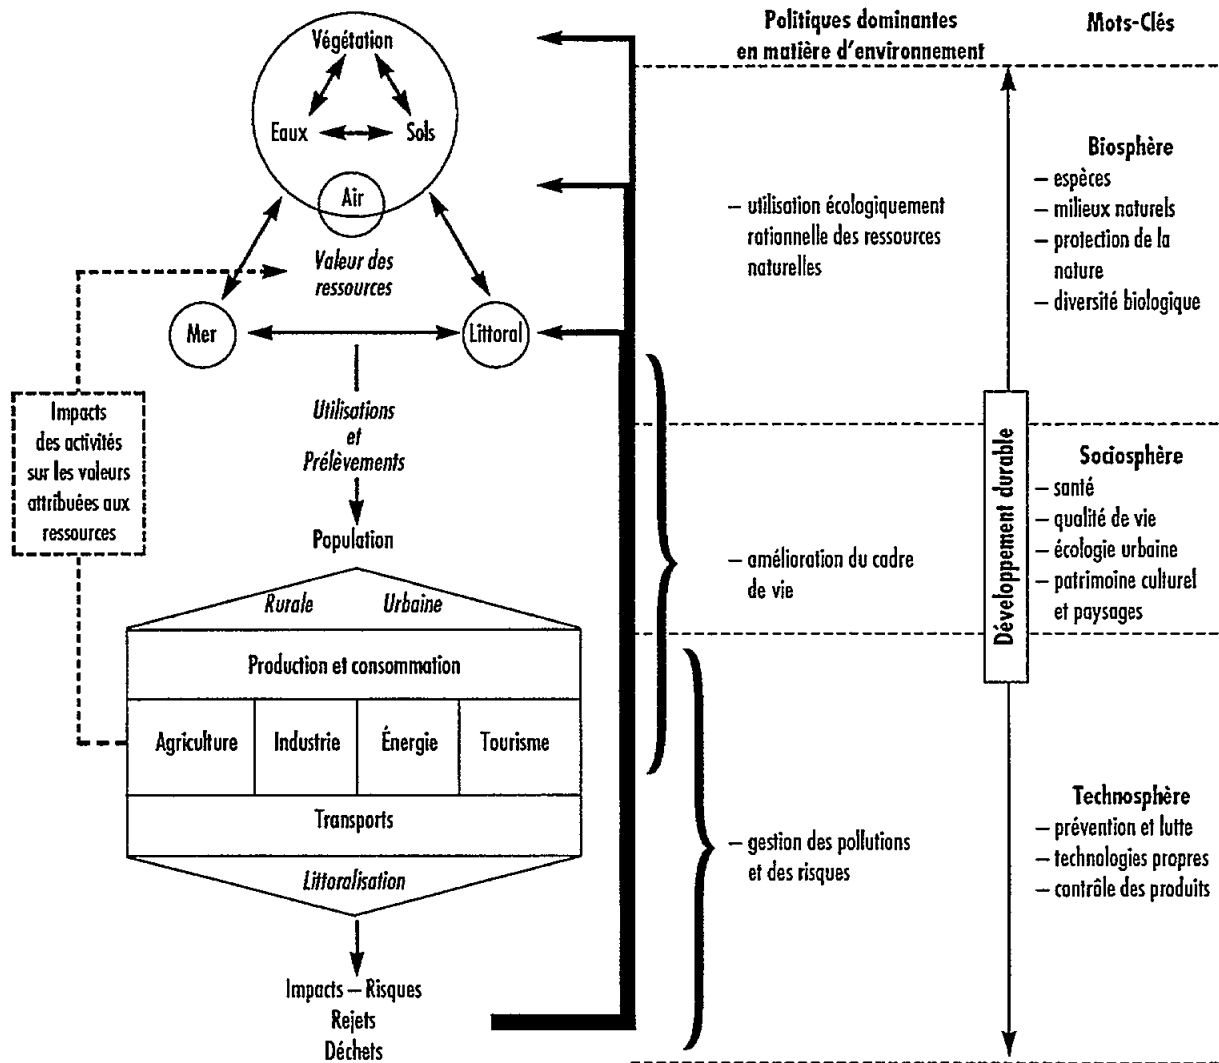 Politiques dominantes
en matière d'environnement
Mots-Clés
Végétation
Eaux
Sols
Air
Valeur des
ressources
Mer
Littoral
Impacts
des activités
sur les valeurs
attribuées aux
ressources
Utilisations
et
Prélèvements
Population
Rurale
Urbaine
Production et consommation
Agriculture
Industrie
Énergie
Tourisme
Transports
Littoralisation
Impacts – Risques
Rejets
Déchets
– utilisation écologiquement
rationnelle des ressources
naturelles
– amélioration du cadre
de vie
– gestion des pollutions
et des risques
Développement durable
Biosphère
– espèces
– milieux naturels
– protection de la
nature
– diversité biologique
Sociosphère
– santé
– qualité de vie
– écologie urbaine
– patrimoine culturel
et paysages
Technosphère
– prévention et lutte
– technologies propres
– contrôle des produits